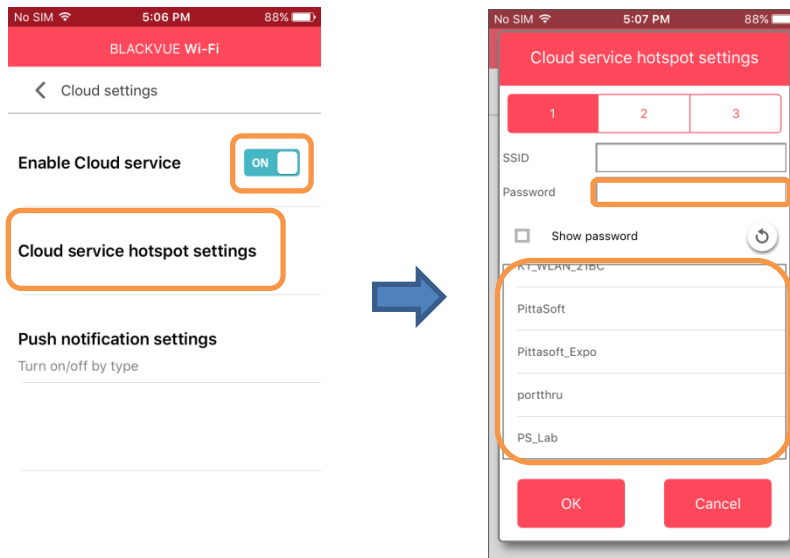 No SIM 5:06 PM 88%
BLACKVUE Wi-Fi
Cloud settings
Enable Cloud service ON
Cloud service hotspot settings
Push notification settings
Turn on/off by type
No SIM 5:07 PM 88%
Cloud service hotspot settings
1 2 3
SSID
Password
Show password
KT_WLAN_21BC
PittaSoft
Pittasoft_Expo
portthru
PS_Lab
OK Cancel